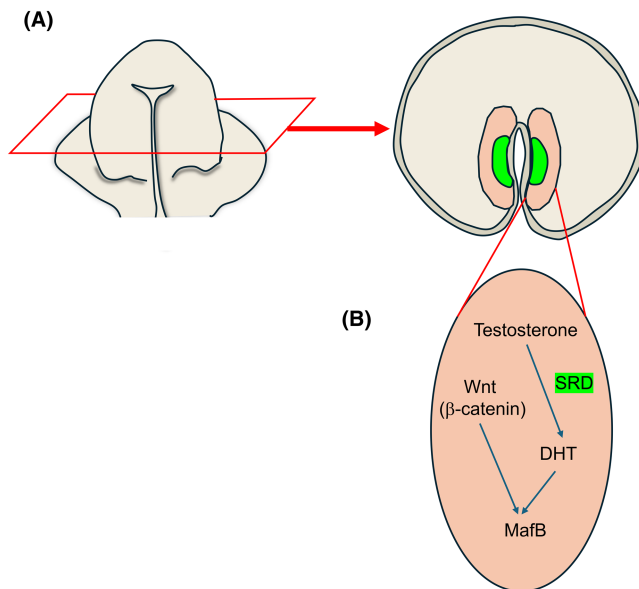 (A)
(B)
Testosterone
SRD
Wnt
(β-catenin)
DHT
MafB